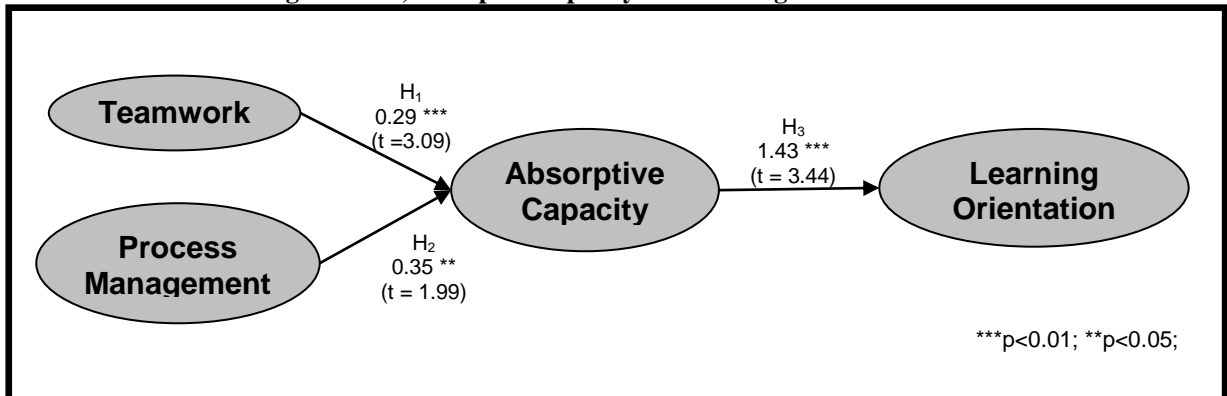 Teamwork
H₁
0.29 ***
(t =3.09)
Process
Management
H₂
0.35 **
(t = 1.99)
Absorptive
Capacity
H₃
1.43 ***
(t = 3.44)
Learning
Orientation
***p<0.01; **p<0.05;